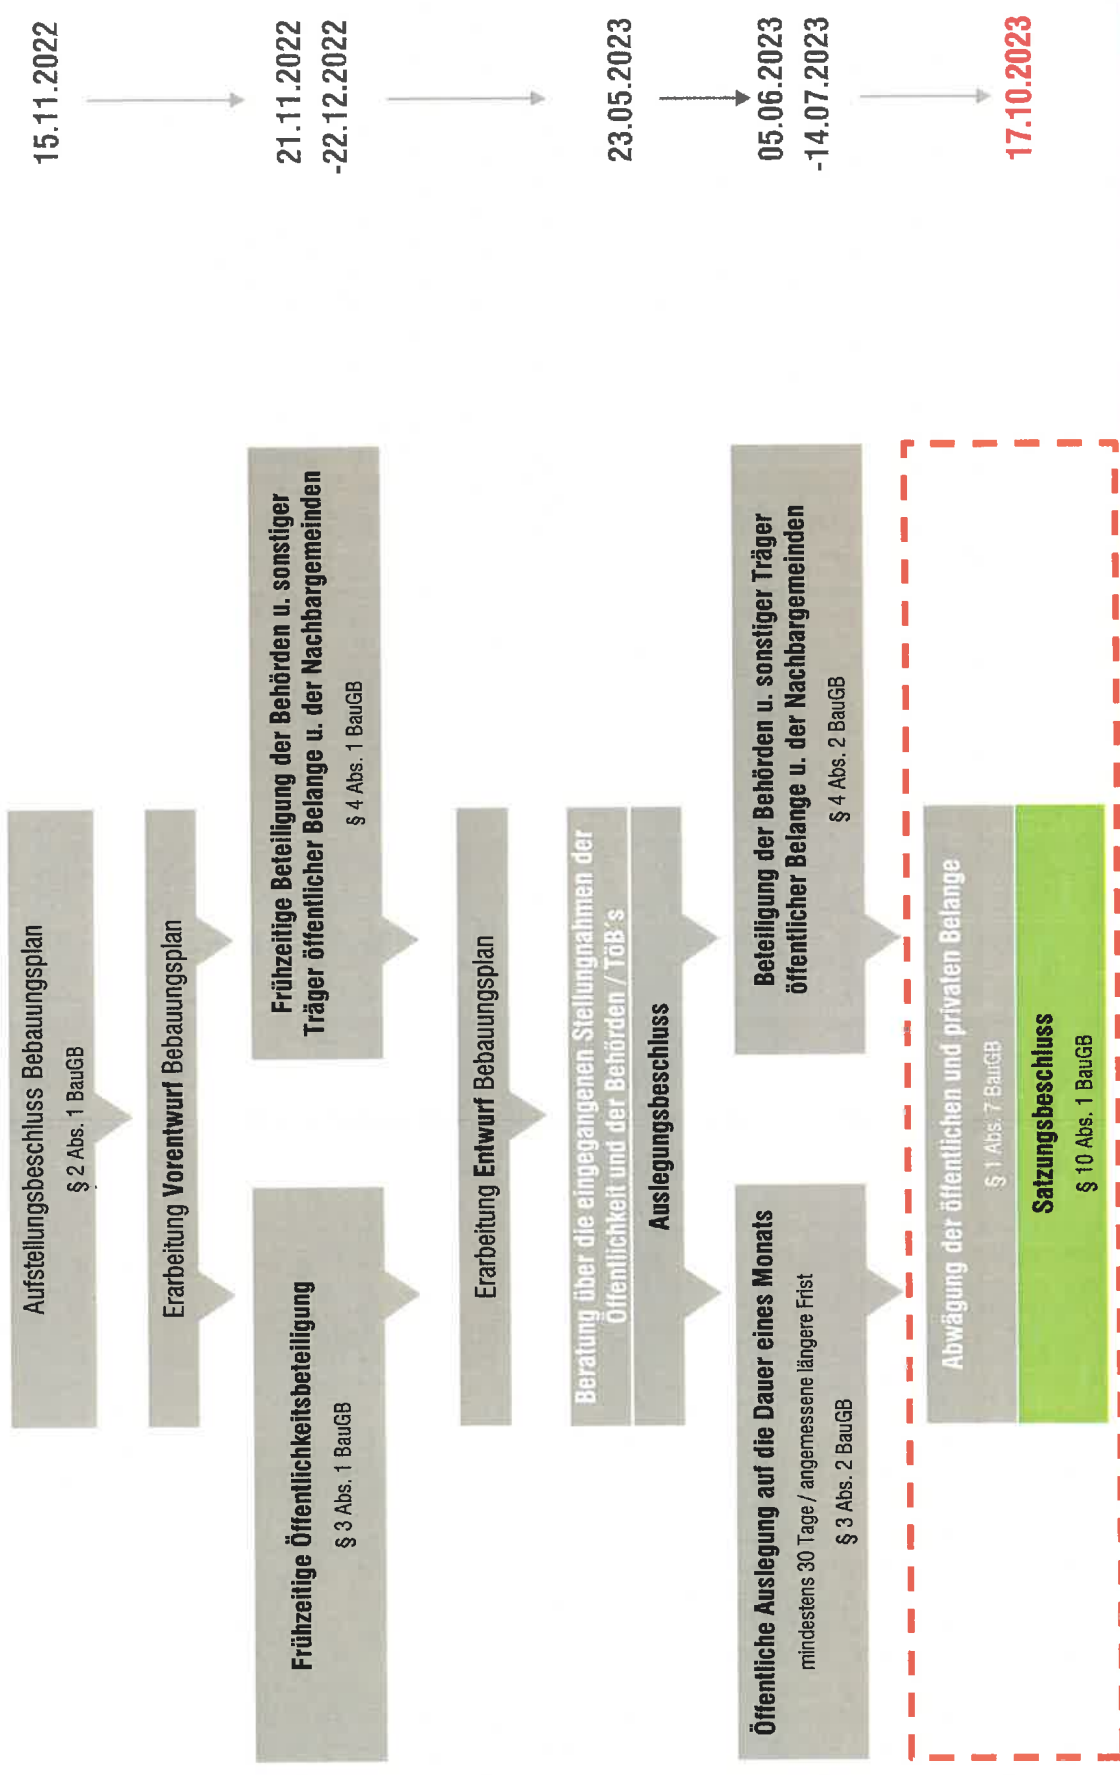 Aufstellungsbeschluss Bebauungsplan
§ 2 Abs. 1 BauGB
15.11.2022
Erarbeitung Vorentwurf Bebauungsplan
Frühzeitige Öffentlichkeitsbeteiligung
§ 3 Abs. 1 BauGB
Frühzeitige Beteiligung der Behörden u. sonstiger
Träger öffentlicher Belange u. der Nachbargemeinden
§ 4 Abs. 1 BauGB
21.11.2022
-22.12.2022
Erarbeitung Entwurf Bebauungsplan
Beratung über die eingegangenen Stellungnahmen der
Öffentlichkeit und der Behörden / TöB´s
Auslegungsbeschluss
23.05.2023
Öffentliche Auslegung auf die Dauer eines Monats
mindestens 30 Tage / angemessene längere Frist
§ 3 Abs. 2 BauGB
Beteiligung der Behörden u. sonstiger Träger
öffentlicher Belange u. der Nachbargemeinden
§ 4 Abs. 2 BauGB
05.06.2023
-14.07.2023
Abwägung der öffentlichen und privaten Belange
§ 1 Abs. 7 BauGB
Satzungsbeschluss
§ 10 Abs. 1 BauGB
17.10.2023